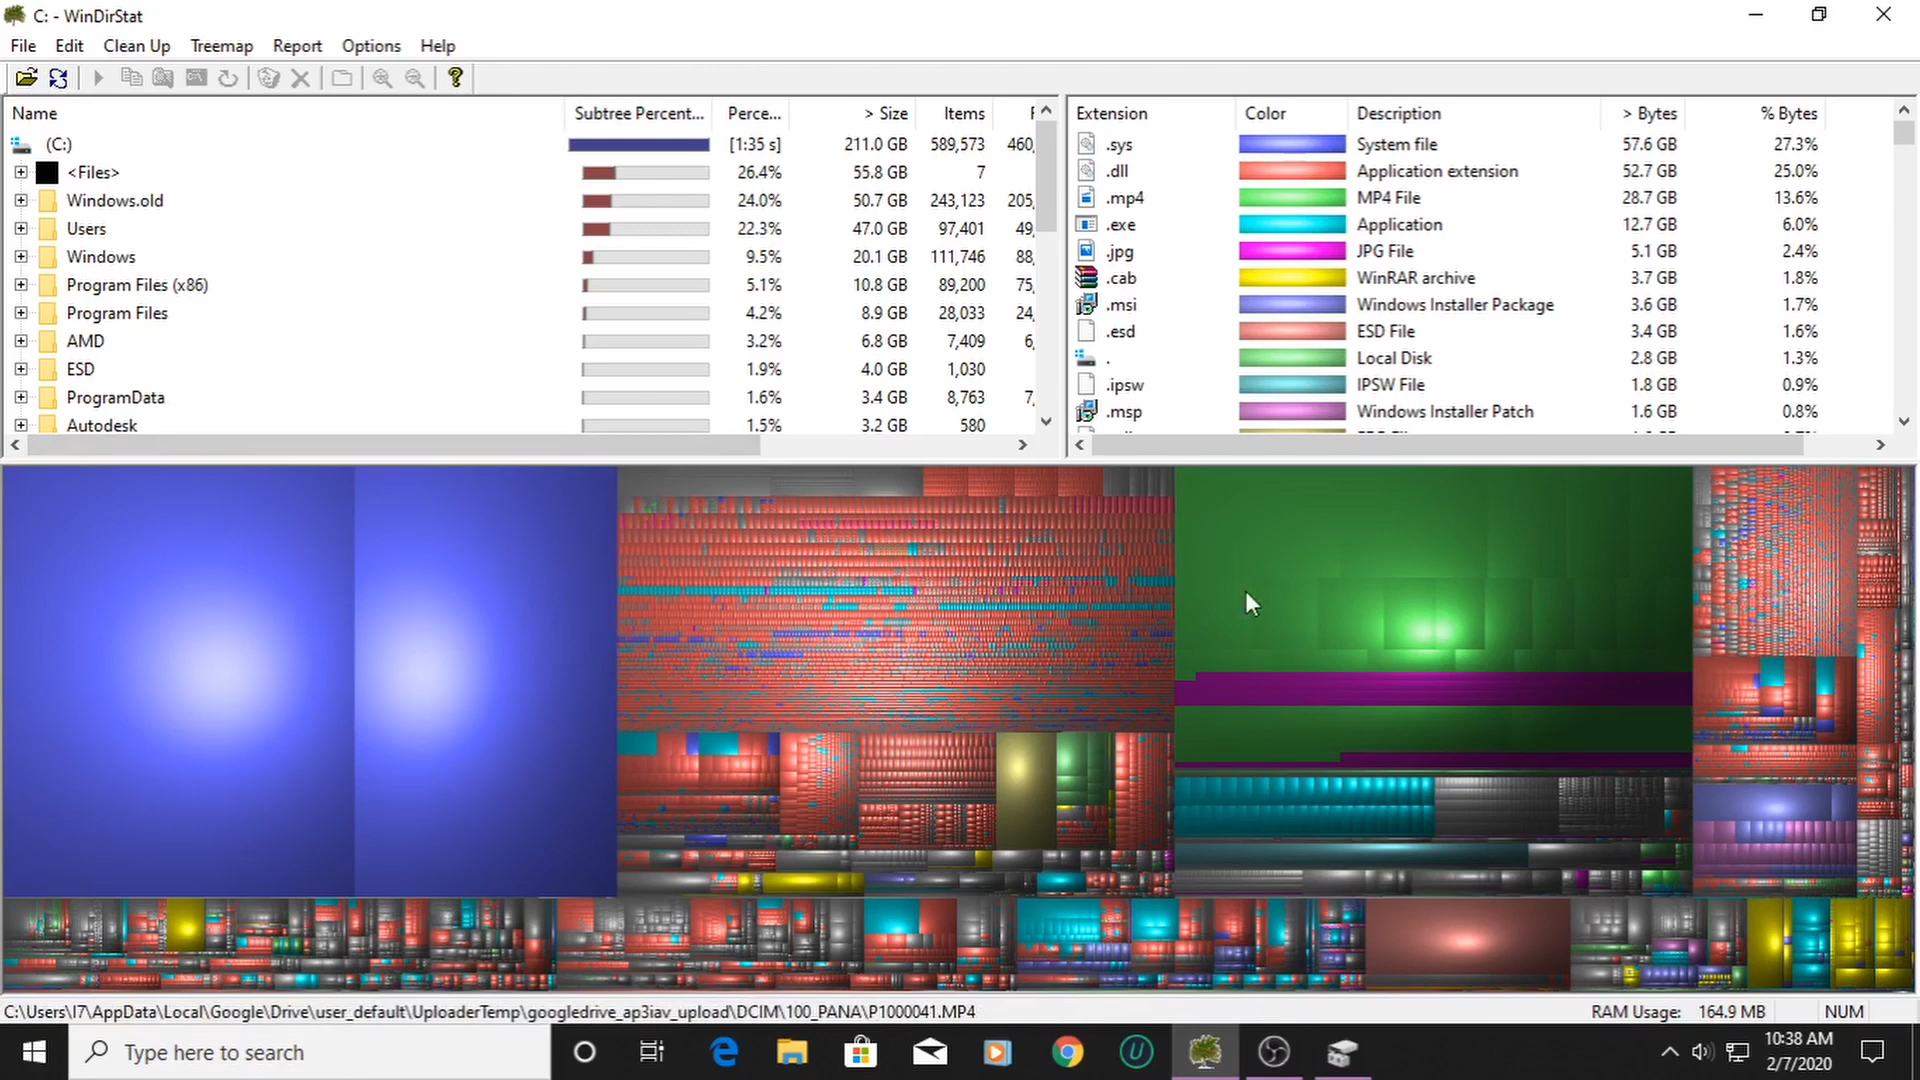 C: - WinDirStat
File Edit Clean Up Treemap Report Options Help
Name Subtree Percent... Perce... > Size Items
(C:) [1:35 s] 211.0 GB 589,573 460,
<Files> 26.4% 55.8 GB 7
Windows.old 24.0% 50.7 GB 243,123 205,
Users 22.3% 47.0 GB 97,401 49,
Windows 9.5% 20.1 GB 111,746 88,
Program Files (x86) 5.1% 10.8 GB 89,200 75,
Program Files 4.2% 8.9 GB 28,033 24,
AMD 3.2% 6.8 GB 7,409 6,
ESD 1.9% 4.0 GB 1,030
ProgramData 1.6% 3.4 GB 8,763 7,
Autodesk 1.5% 3.2 GB 580
Extension Color Description > Bytes % Bytes
.sys System file 57.6 GB 27.3%
.dll Application extension 52.7 GB 25.0%
.mp4 MP4 File 28.7 GB 13.6%
.exe Application 12.7 GB 6.0%
.jpg JPG File 5.1 GB 2.4%
.cab WinRAR archive 3.7 GB 1.8%
.msi Windows Installer Package 3.6 GB 1.7%
.esd ESD File 3.4 GB 1.6%
. Local Disk 2.8 GB 1.3%
.ipsw IPSW File 1.8 GB 0.9%
.msp Windows Installer Patch 1.6 GB 0.8%
C:\Users\I7\AppData\Local\Google\Drive\user_default\UploaderTemp\googledrive_ap3iav_upload\DCIM\100_PANA\P1000041.MP4 RAM Usage: 164.9 MB NUM
Type here to search
10:38 AM
2/7/2020